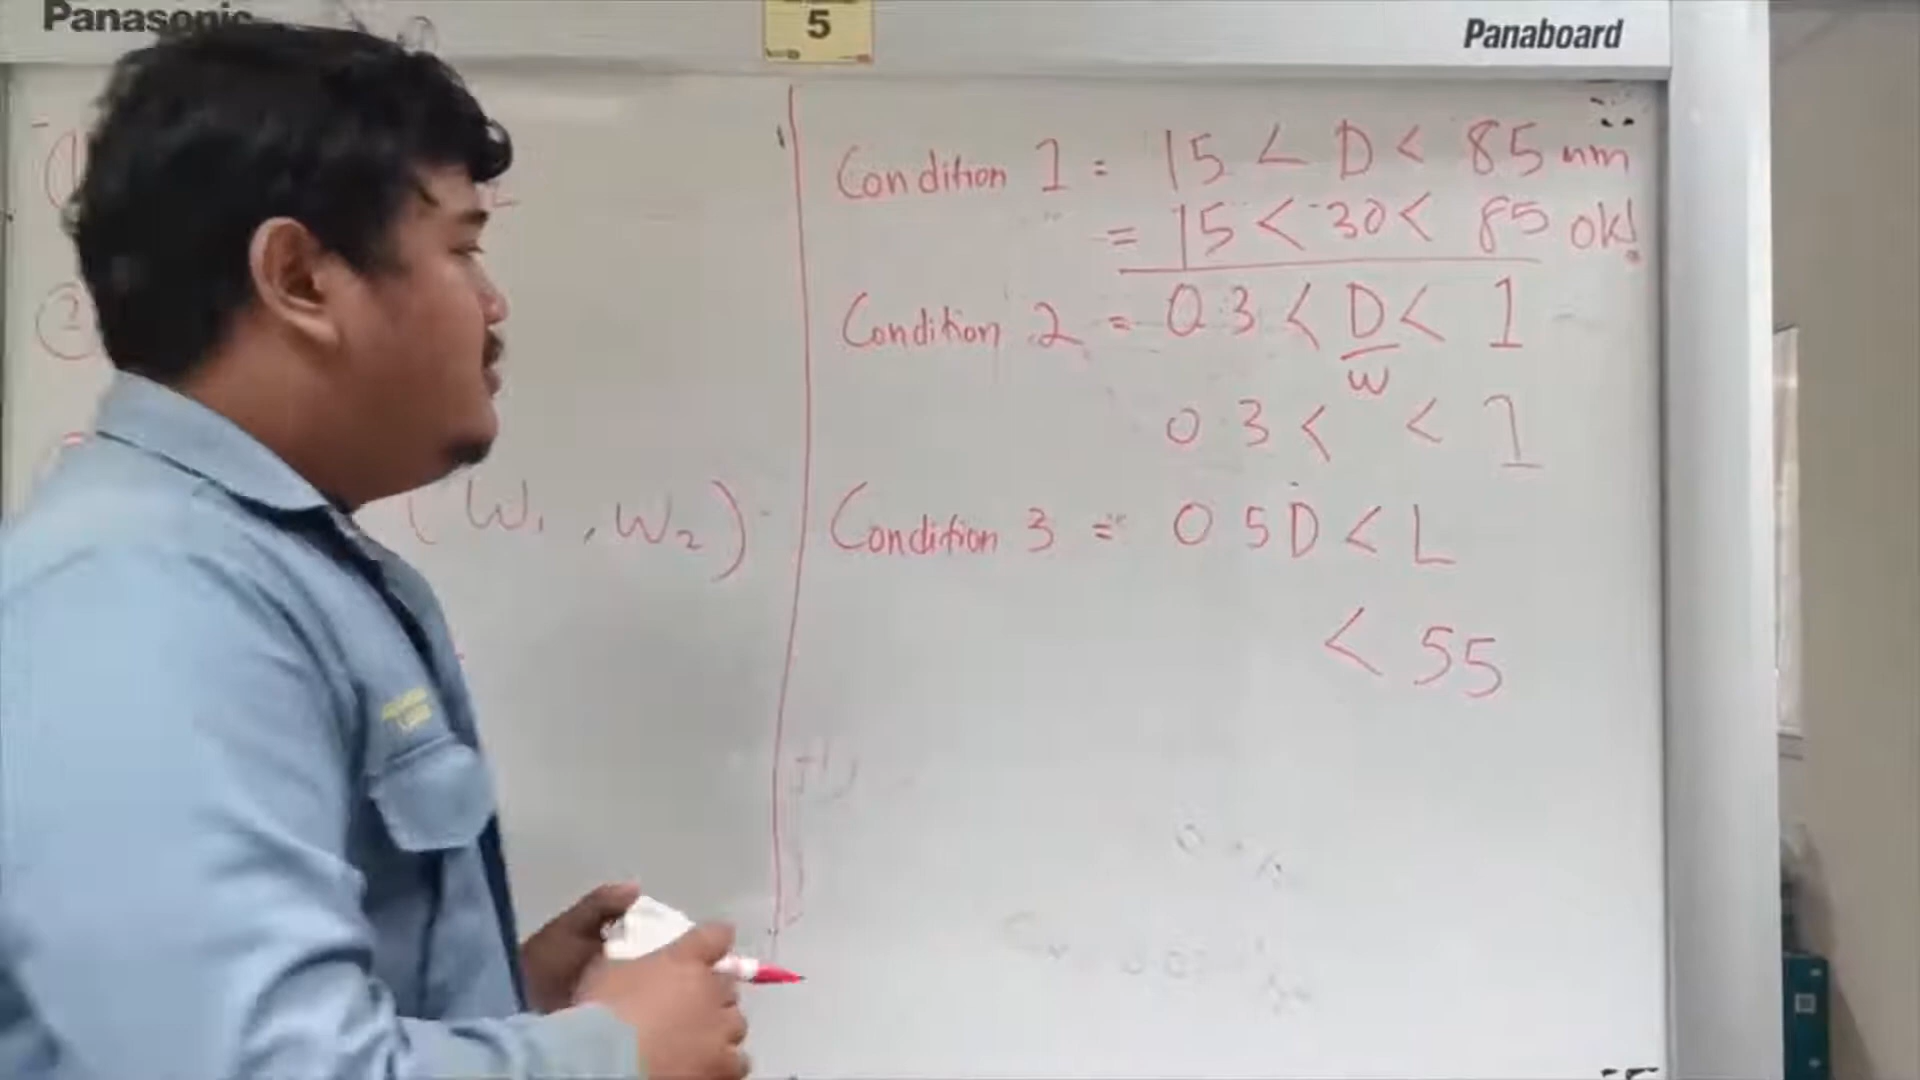 Panasonic
5
Panaboard
Condition 1 = 15 < D < 85 mm
= 15 < 30 < 85 ok!
Condition 2 = 0.3 < D/W < 1
0.3 < < 1
Condition 3 = 0.5D < L
< 55
2
(W1, W2)